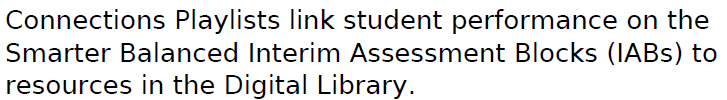 Connections Playlists link student performance on the
Smarter Balanced Interim Assessment Blocks (IABs) to
resources in the Digital Library.